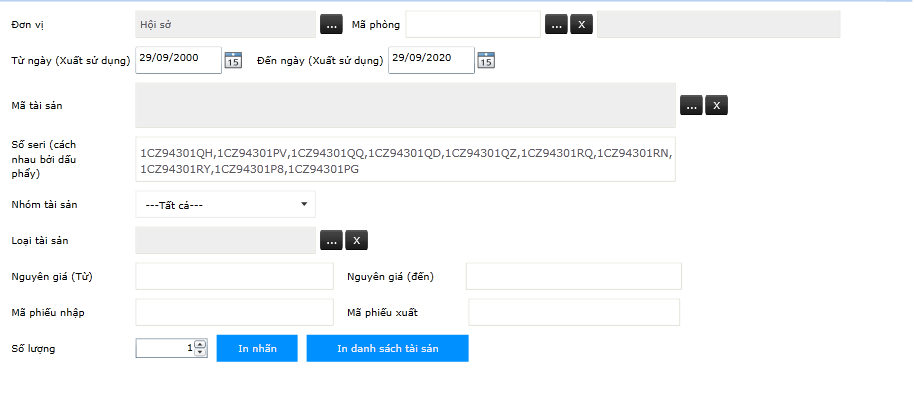 Đơn vị Hội sở ... Mã phòng ... X
Từ ngày (Xuất sử dụng) 29/09/2000 15 Đến ngày (Xuất sử dụng) 29/09/2020 15
Mã tài sản ... X
Số seri (cách
nhau bởi dấu
phẩy)
1CZ94301QH,1CZ94301PV,1CZ94301QQ,1CZ94301QD,1CZ94301QZ,1CZ94301RQ,1CZ94301RN,
1CZ94301RY,1CZ94301P8,1CZ94301PG
Nhóm tài sản ---Tất cả---
Loại tài sản ... X
Nguyên giá (Từ) Nguyên giá (đến)
Mã phiếu nhập Mã phiếu xuất
Số lượng 1 In nhãn In danh sách tài sản